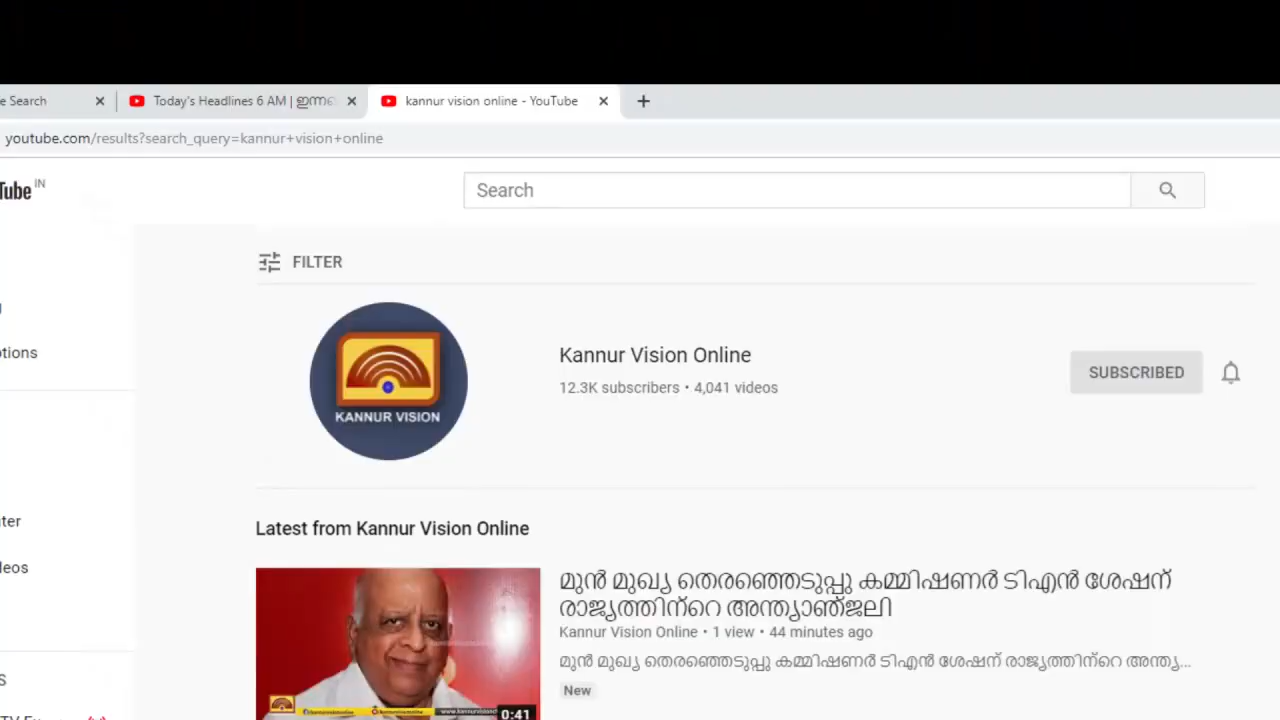 e Search
Today's Headlines 6 AM | ഇന്നത
kannur vision online - YouTube
youtube.com/results?search_query=kannur+vision+online
Tube IN
Search
FILTER
KANNUR VISION
Kannur Vision Online
12.3K subscribers • 4,041 videos
SUBSCRIBED
otions
Latest from Kannur Vision Online
മുൻ മുഖ്യ തെരഞ്ഞെടുപ്പു കമ്മിഷണർ ടിഎൻ ശേഷന്
രാജ്യത്തിന്റെ അന്ത്യാഞ്ജലി
Kannur Vision Online • 1 view • 44 minutes ago
മുൻ മുഖ്യ തെരഞ്ഞെടുപ്പു കമ്മിഷണർ ടിഎൻ ശേഷന് രാജ്യത്തിന്റെ അന്ത്യ...
New
0:41
ter
leos
S